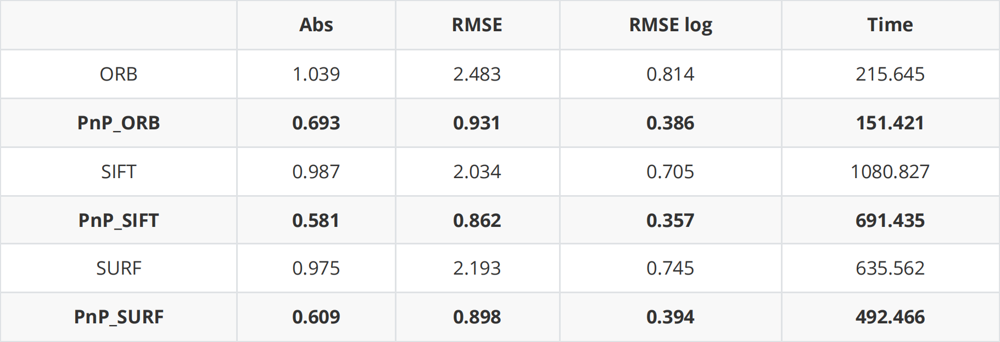 Abs RMSE RMSE log Time
ORB 1.039 2.483 0.814 215.645
PnP_ORB 0.693 0.931 0.386 151.421
SIFT 0.987 2.034 0.705 1080.827
PnP_SIFT 0.581 0.862 0.357 691.435
SURF 0.975 2.193 0.745 635.562
PnP_SURF 0.609 0.898 0.394 492.466